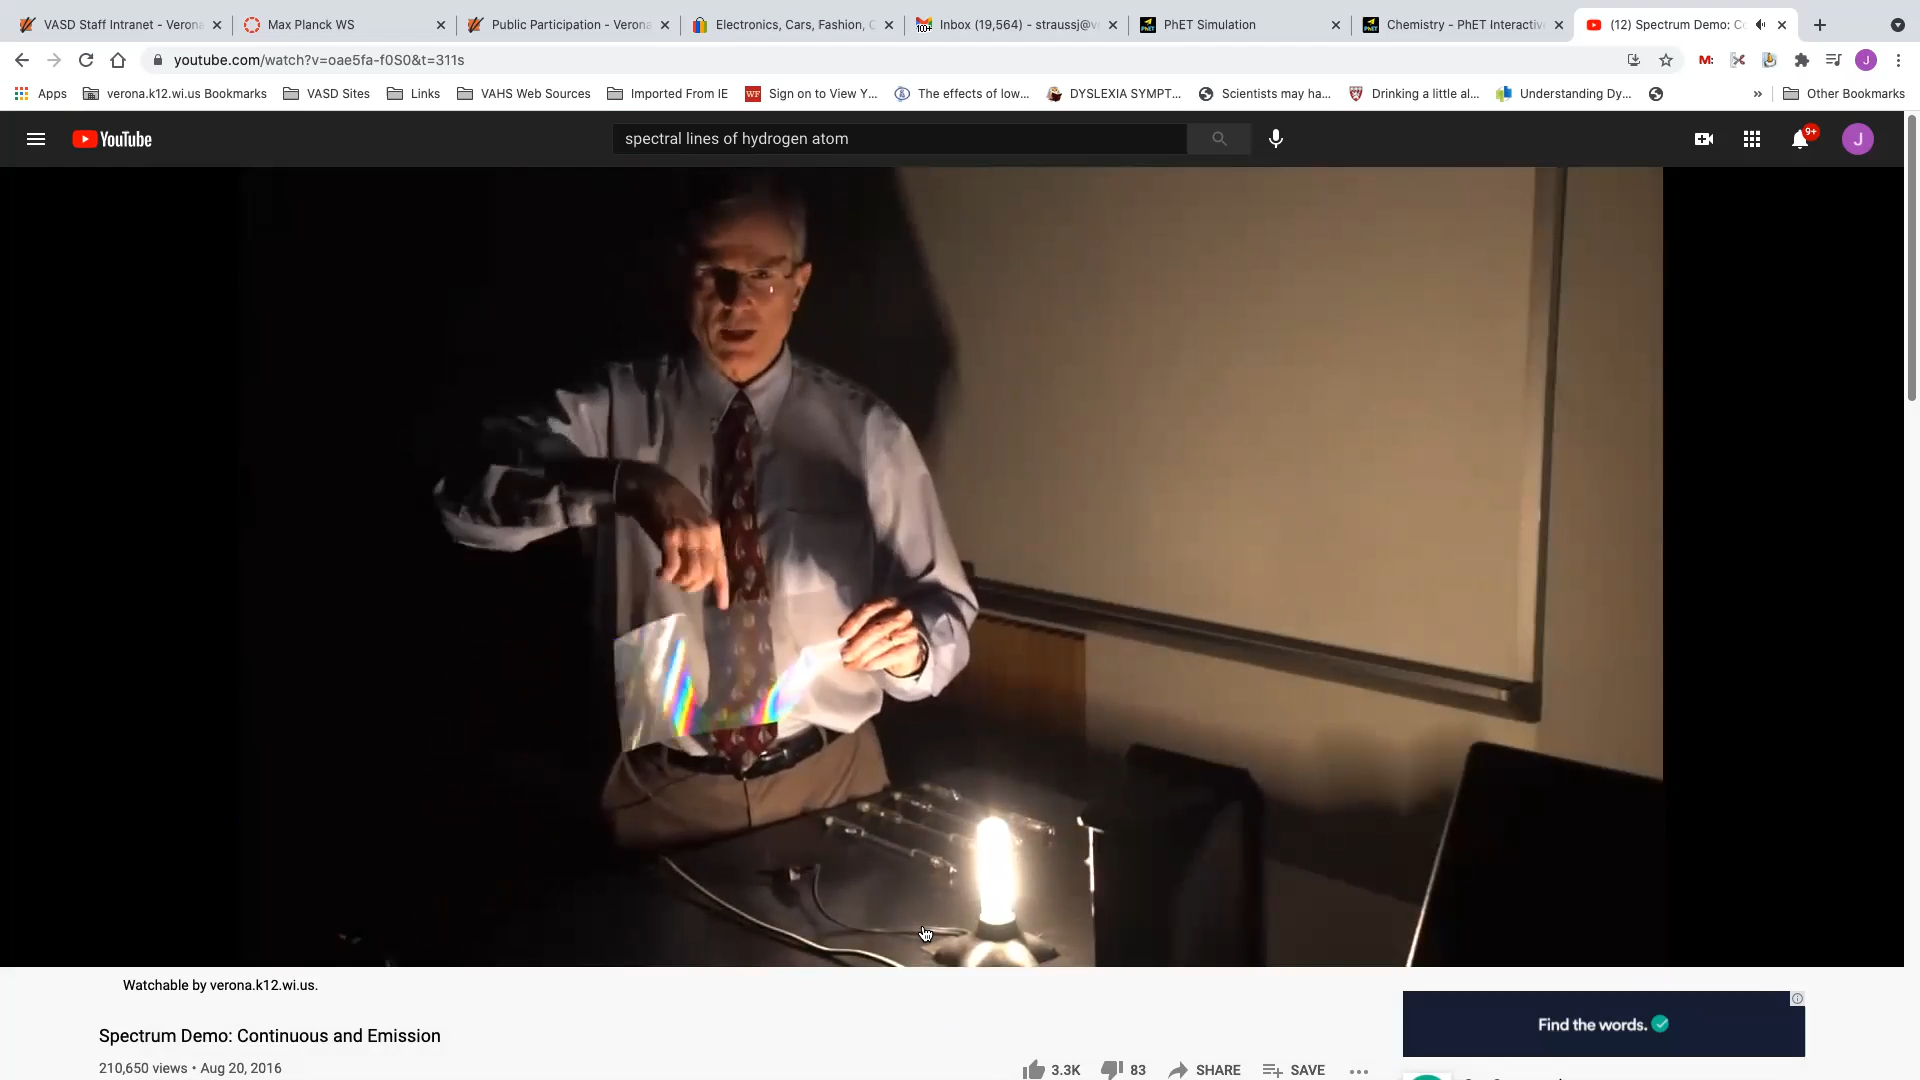 VASD Staff Intranet - Verona
Max Planck WS
Public Participation - Verona
Electronics, Cars, Fashion, C
100+
Inbox (19,564) - straussj@v
PhET Simulation
Chemistry - PhET Interactive
(12) Spectrum Demo: Co
youtube.com/watch?v=oae5fa-f0S0&t=311s
M:
J
Apps
verona.k12.wi.us Bookmarks
VASD Sites
Links
VAHS Web Sources
Imported From IE
WF
Sign on to View Y...
The effects of low...
DYSLEXIA SYMPT...
Scientists may ha...
Drinking a little al...
Understanding Dy...
»
Other Bookmarks
YouTube
spectral lines of hydrogen atom
9+
J
Watchable by verona.k12.wi.us.
Find the words.
Spectrum Demo: Continuous and Emission
210,650 views • Aug 20, 2016
3.3K
83
SHARE
SAVE